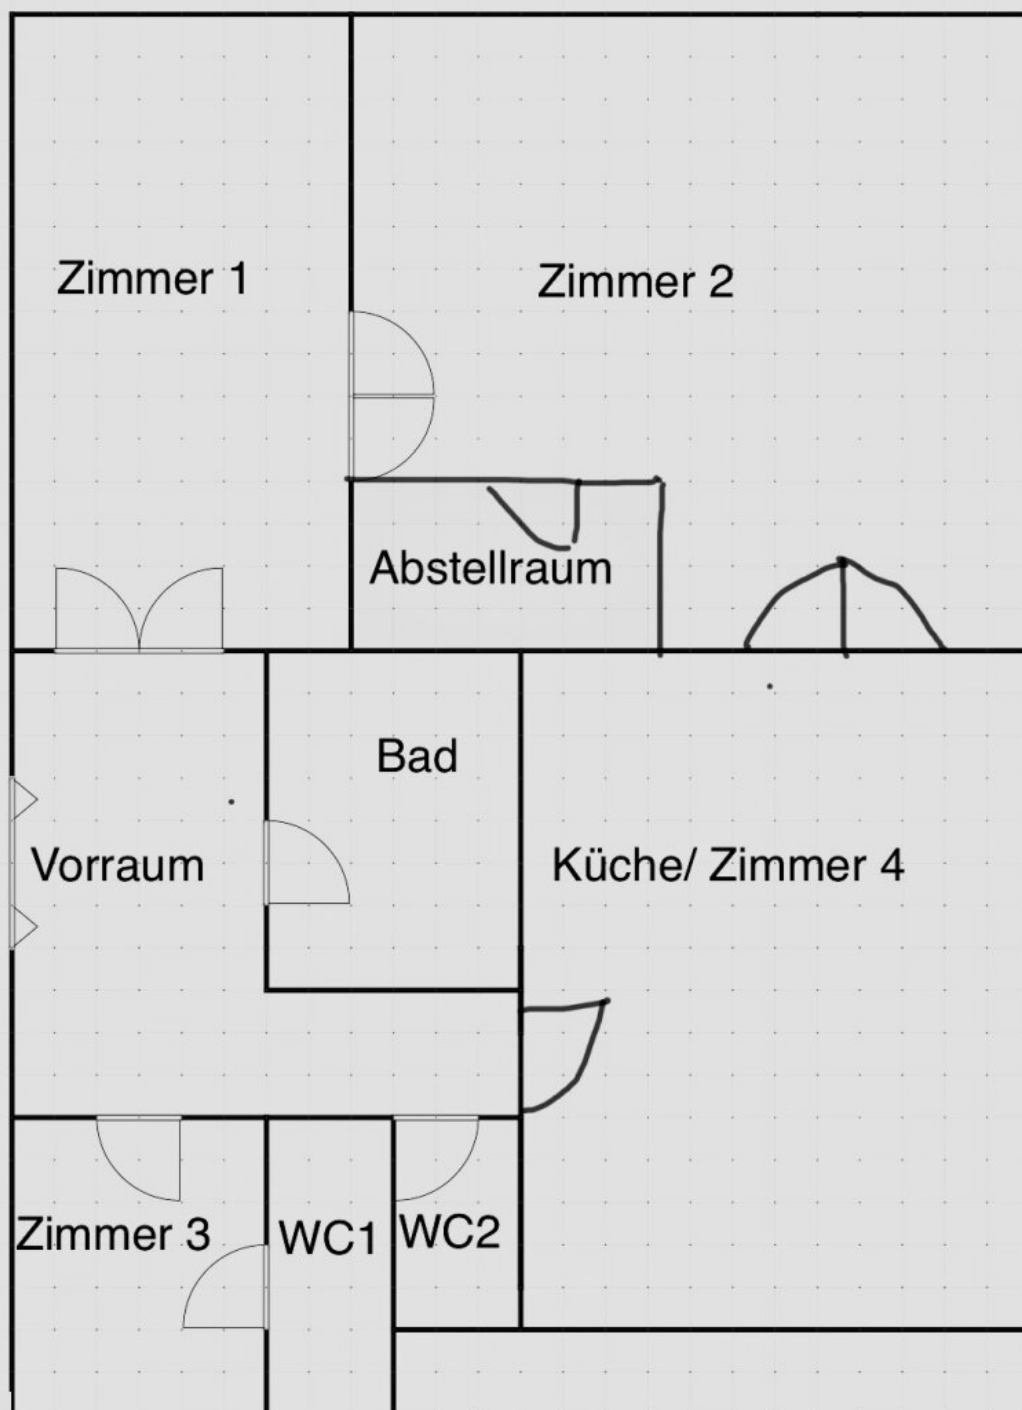 Zimmer 1
Zimmer 2
Abstellraum
Bad
Vorraum
Küche/ Zimmer 4
Zimmer 3
WC1
WC2